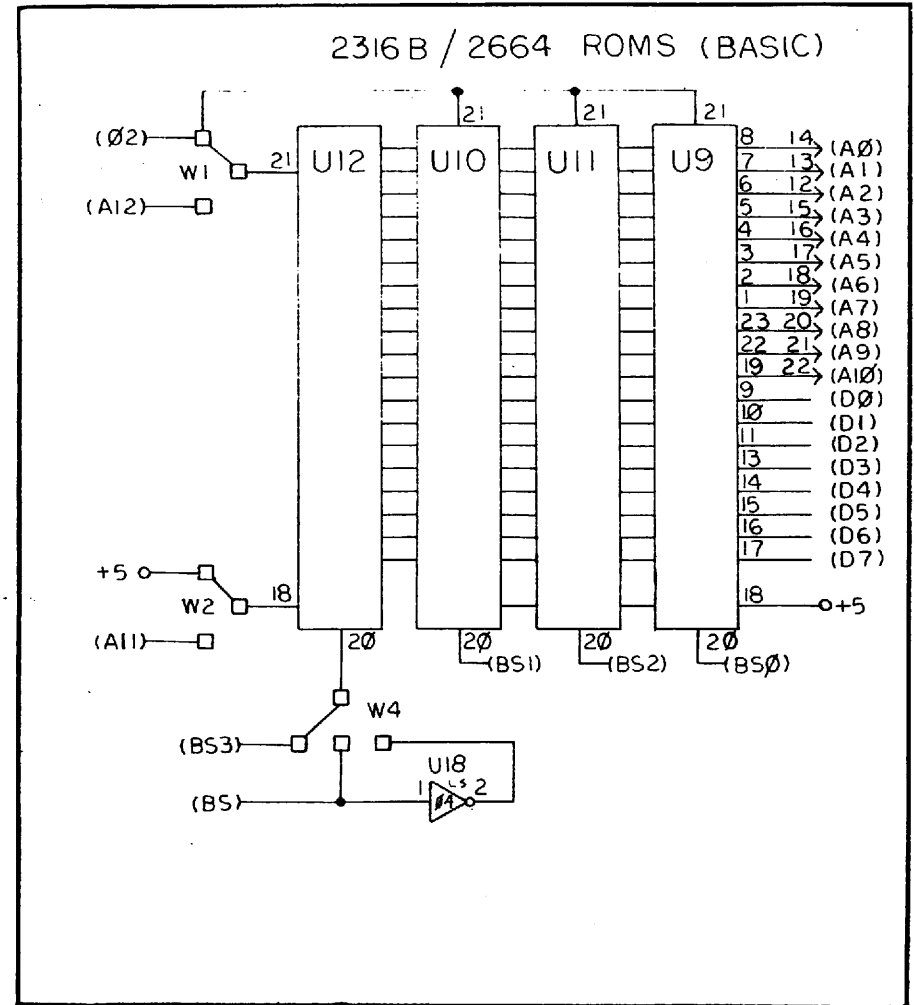 2316B / 2664 ROMS (BASIC)
21 21 21
(Ø2)
W1 21 U12 U10 U11 U9 8 14 (AØ)
7 13 (A1)
(A12) 6 12 (A2)
5 15 (A3)
4 16 (A4)
3 17 (A5)
2 18 (A6)
1 19 (A7)
23 20 (A8)
22 21 (A9)
19 22 (A1Ø)
9 (DØ)
1Ø (D1)
11 (D2)
13 (D3)
14 (D4)
15 (D5)
16 (D6)
+5 17 (D7)
W2 18 18 +5
(A11) 2Ø 2Ø 2Ø 2Ø
(BS1) (BS2) (BSØ)
W4
(BS3)
U18
(BS) 1 LS 2
Ø4